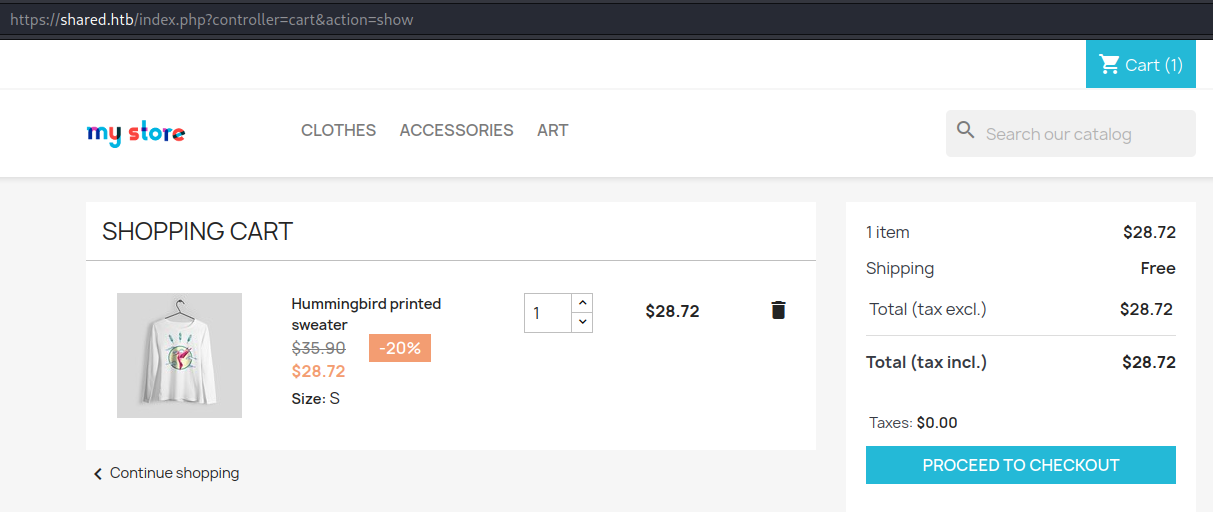 https://shared.htb/index.php?controller=cart&action=show
Cart (1)
my store
CLOTHES ACCESSORIES ART
Search our catalog
SHOPPING CART
Hummingbird printed
sweater
$35.90 -20%
$28.72
Size: S
1
$28.72
Continue shopping
1 item $28.72
Shipping Free
Total (tax excl.) $28.72
Total (tax incl.) $28.72
Taxes: $0.00
PROCEED TO CHECKOUT